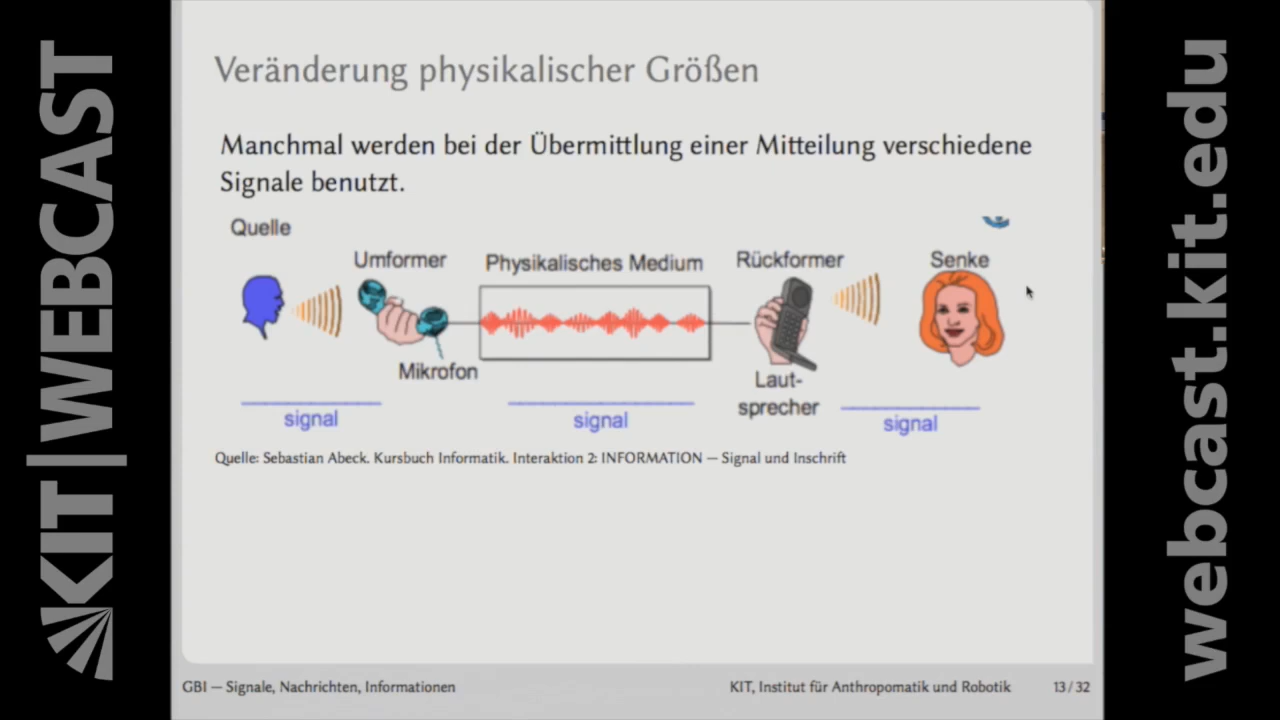 KIT | WEBCAST
Veränderung physikalischer Größen
Manchmal werden bei der Übermittlung einer Mitteilung verschiedene
Signale benutzt.
Quelle
Umformer
Physikalisches Medium
Rückformer
Senke
Mikrofon
Laut-
sprecher
signal
signal
signal
Quelle: Sebastian Abeck. Kursbuch Informatik. Interaktion 2: INFORMATION — Signal und Inschrift
GBI — Signale, Nachrichten, Informationen
KIT, Institut für Anthropomatik und Robotik
13 / 32
webcast.kit.edu